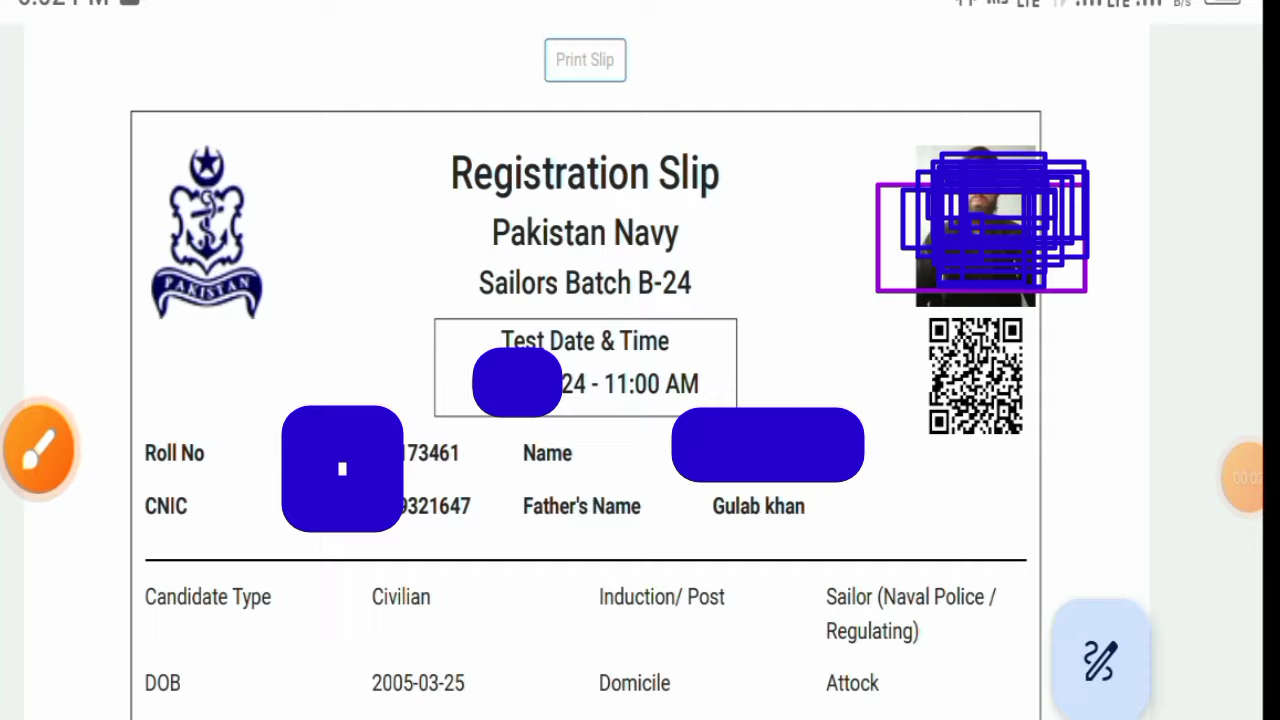 Print Slip
Registration Slip
Pakistan Navy
Sailors Batch B-24
PAKISTAN
Test Date & Time
24 - 11:00 AM
Roll No 173461 Name
CNIC 9321647 Father's Name Gulab khan
Candidate Type Civilian Induction/ Post Sailor (Naval Police /
Regulating)
DOB 2005-03-25 Domicile Attock